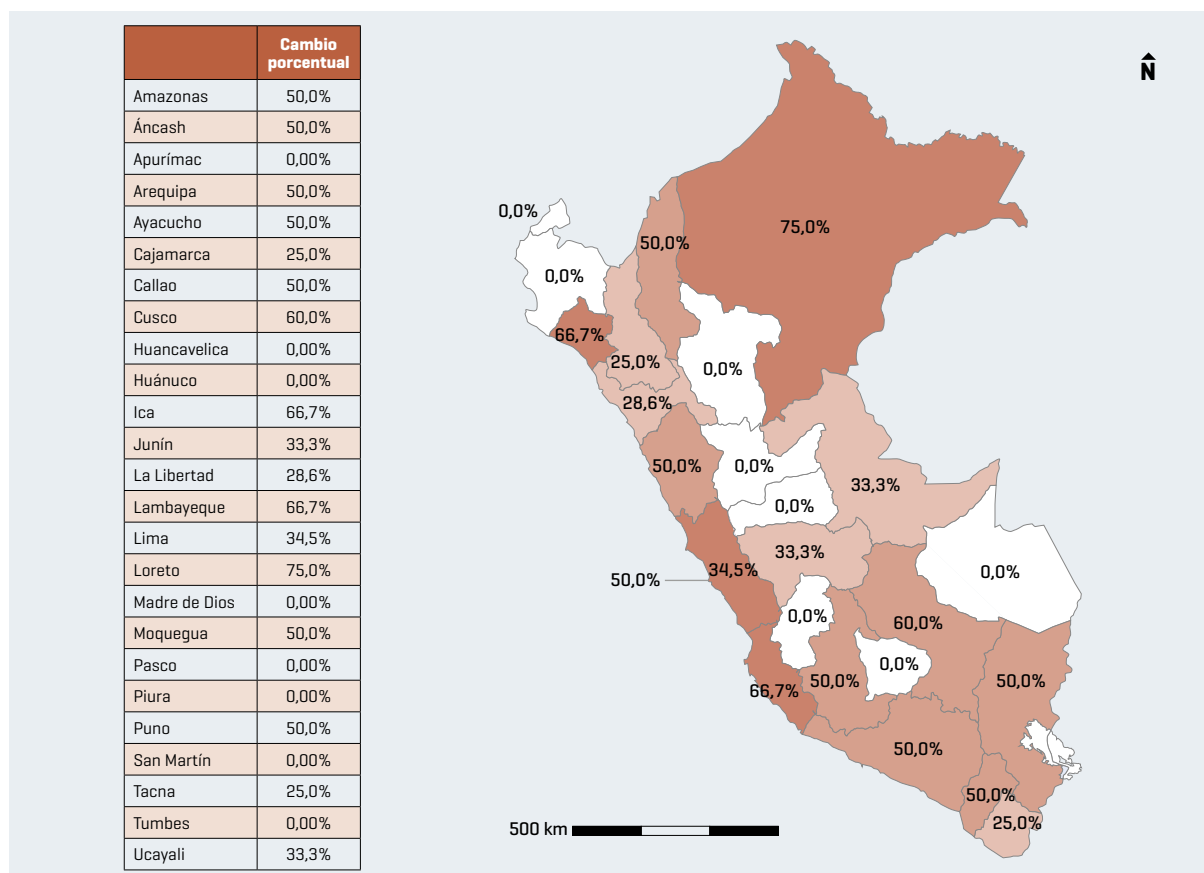 Cambio
porcentual
Amazonas 50,0%
Áncash 50,0%
Apurímac 0,00%
Arequipa 50,0%
Ayacucho 50,0%
Cajamarca 25,0%
Callao 50,0%
Cusco 60,0%
Huancavelica 0,00%
Huánuco 0,00%
Ica 66,7%
Junín 33,3%
La Libertad 28,6%
Lambayeque 66,7%
Lima 34,5%
Loreto 75,0%
Madre de Dios 0,00%
Moquegua 50,0%
Pasco 0,00%
Piura 0,00%
Puno 50,0%
San Martín 0,00%
Tacna 25,0%
Tumbes 0,00%
Ucayali 33,3%
N
0,0%
75,0%
50,0%
0,0%
66,7%
25,0%
0,0%
28,6%
50,0%
0,0%
33,3%
0,0%
33,3%
34,5%
50,0%
0,0%
0,0%
60,0%
0,0%
50,0%
50,0%
66,7%
50,0%
50,0%
25,0%
500 km